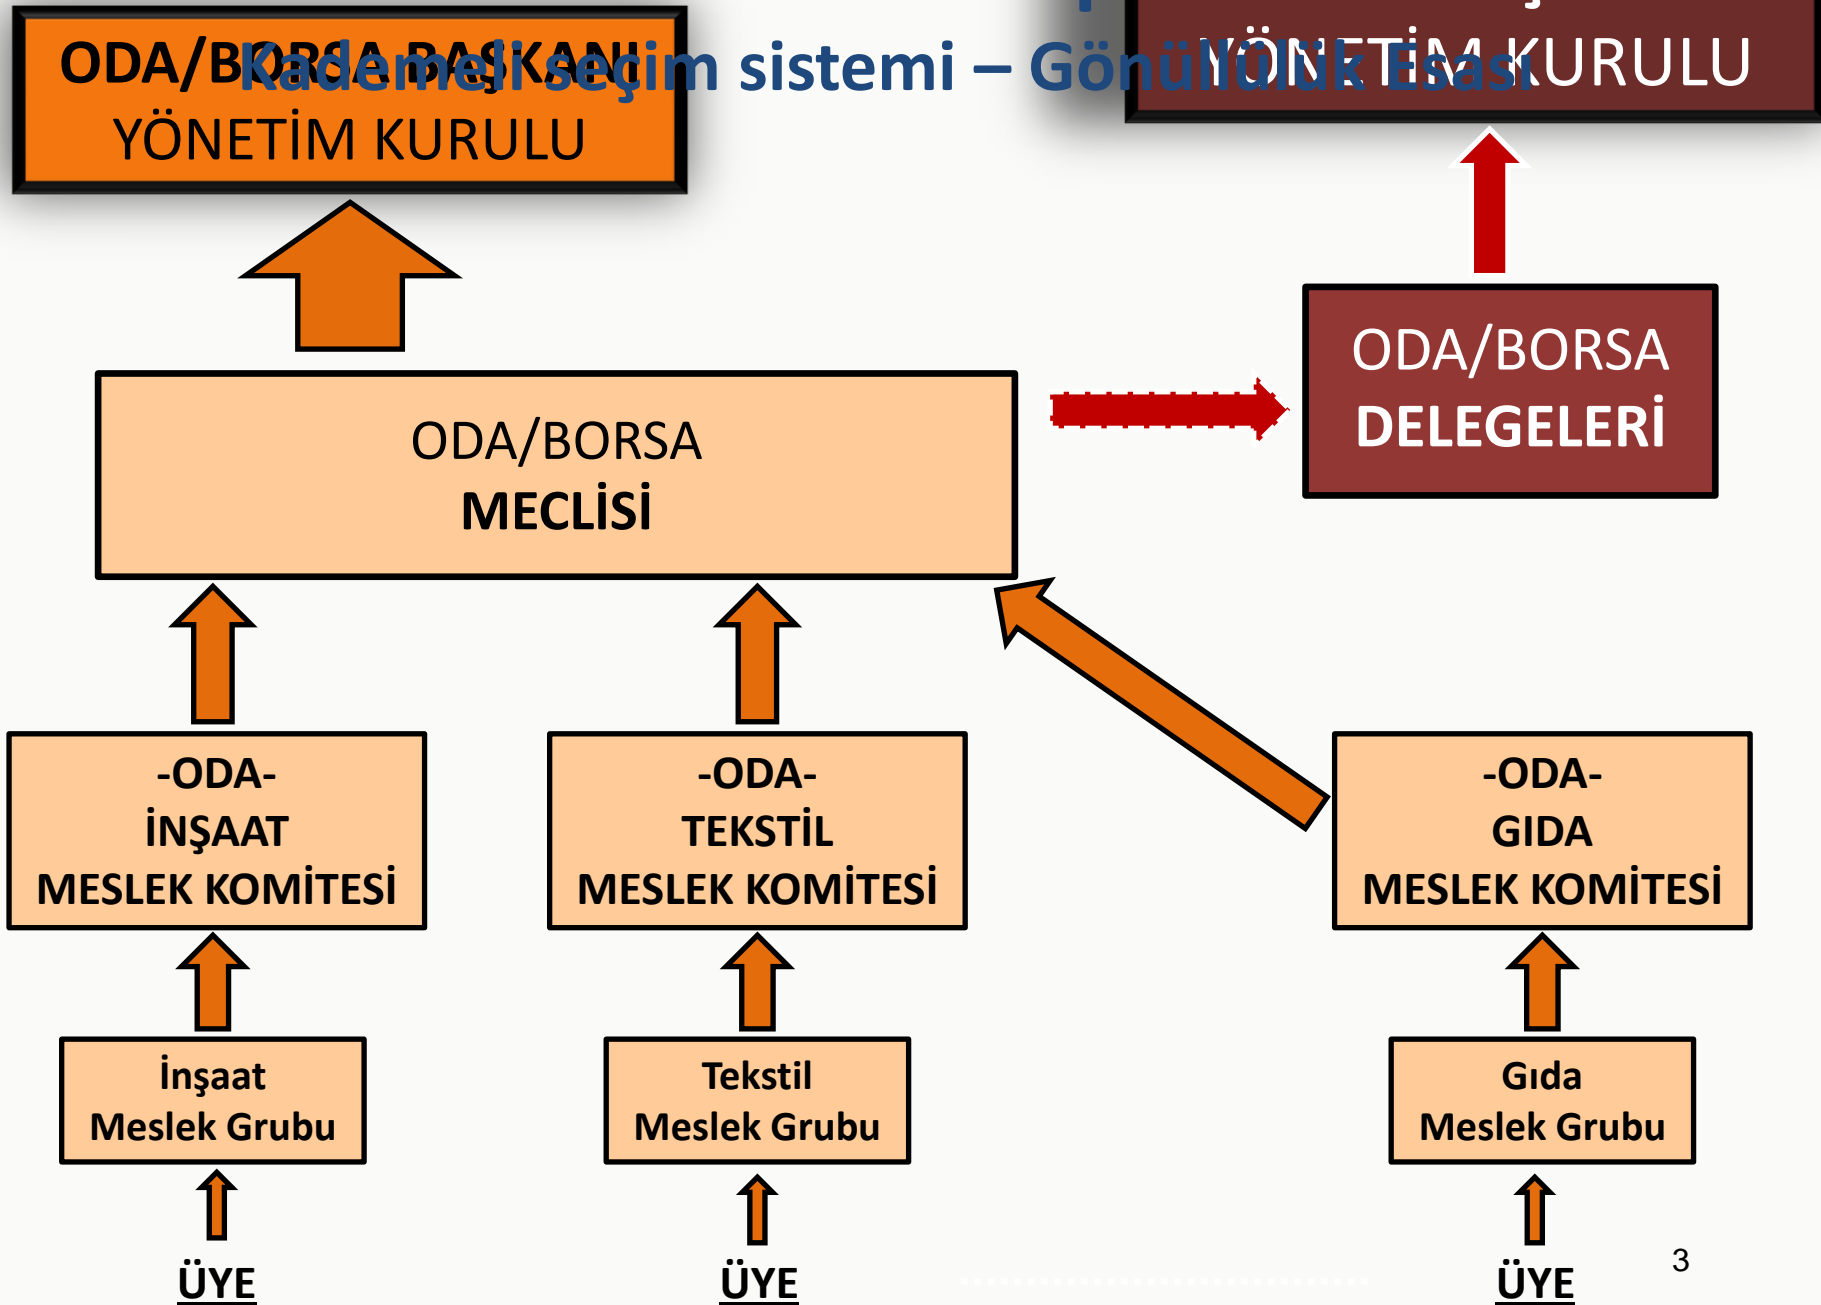 Kademeli seçim sistemi – Gönüllülük Esası
ODA/BORSA BAŞKANI
YÖNETİM KURULU
YÖNETİM KURULU
ODA/BORSA
DELEGELERİ
ODA/BORSA
MECLİSİ
-ODA-
İNŞAAT
MESLEK KOMİTESİ
-ODA-
TEKSTİL
MESLEK KOMİTESİ
-ODA-
GIDA
MESLEK KOMİTESİ
İnşaat
Meslek Grubu
Tekstil
Meslek Grubu
Gıda
Meslek Grubu
ÜYE
ÜYE
ÜYE
3